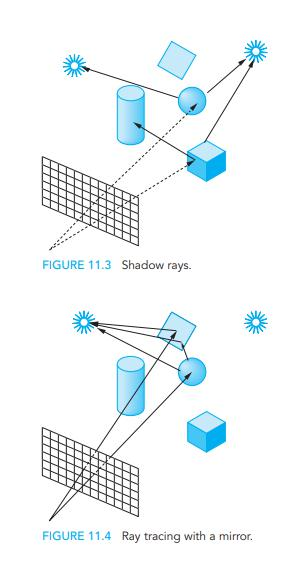 FIGURE 11.3 Shadow rays.
FIGURE 11.4 Ray tracing with a mirror.